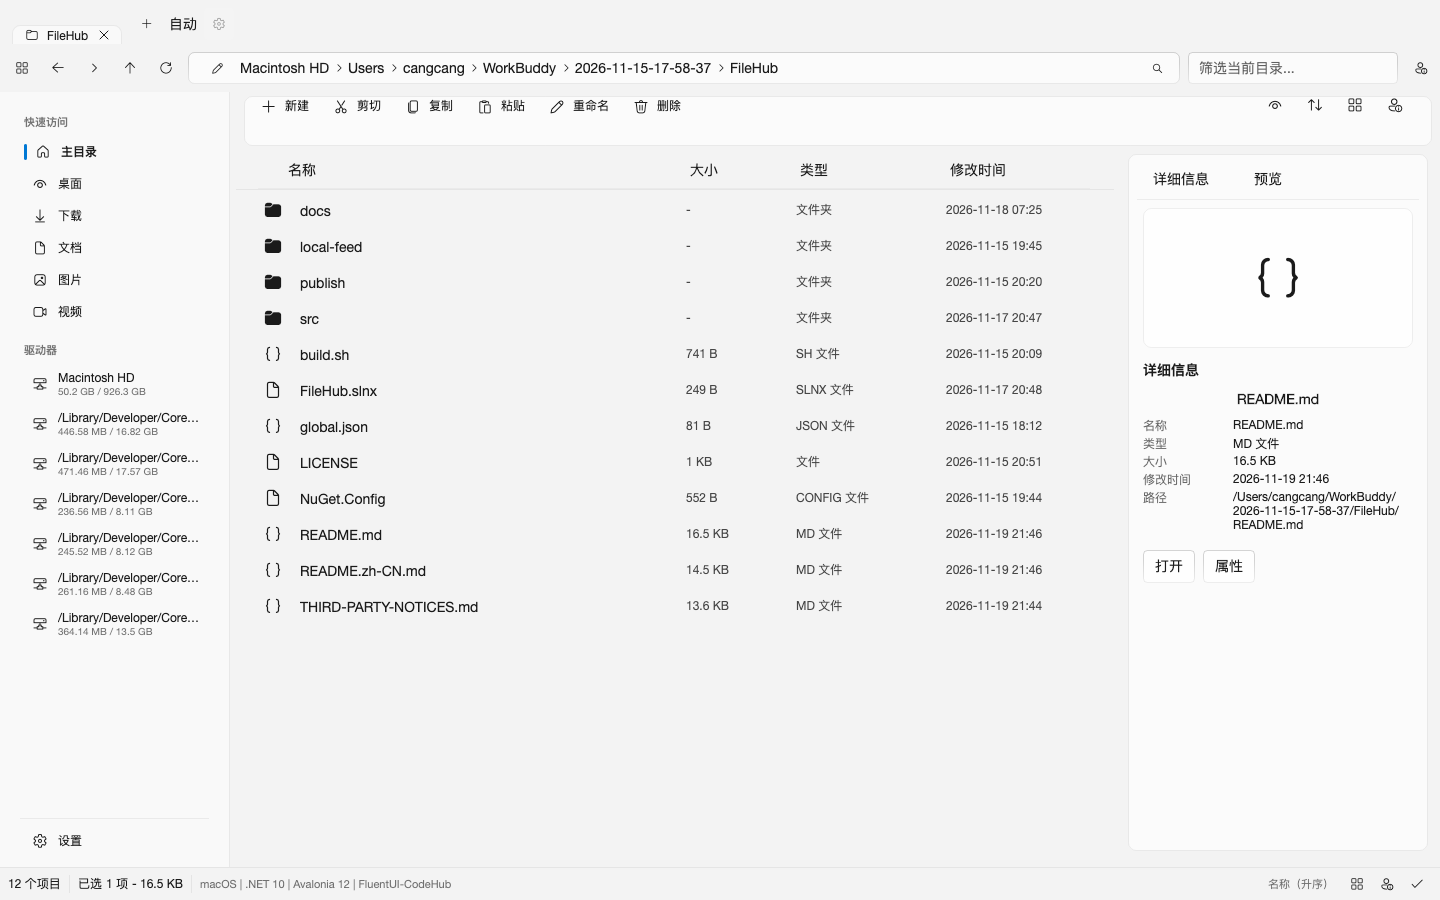 FileHub
自动
Macintosh HD > Users > cangcang > WorkBuddy > 2026-11-15-17-58-37 > FileHub
筛选当前目录...
快速访问
主目录
桌面
下载
文档
图片
视频
驱动器
Macintosh HD
50.2 GB / 926.3 GB
/Library/Developer/Core...
446.58 MB / 16.82 GB
/Library/Developer/Core...
471.46 MB / 17.57 GB
/Library/Developer/Core...
236.56 MB / 8.11 GB
/Library/Developer/Core...
245.52 MB / 8.12 GB
/Library/Developer/Core...
261.16 MB / 8.48 GB
/Library/Developer/Core...
364.14 MB / 13.5 GB
设置
新建 剪切 复制 粘贴 重命名 删除
名称 大小 类型 修改时间
docs - 文件夹 2026-11-18 07:25
local-feed - 文件夹 2026-11-15 19:45
publish - 文件夹 2026-11-15 20:20
src - 文件夹 2026-11-17 20:47
build.sh 741 B SH 文件 2026-11-15 20:09
FileHub.slnx 249 B SLNX 文件 2026-11-17 20:48
global.json 81 B JSON 文件 2026-11-15 18:12
LICENSE 1 KB 文件 2026-11-15 20:51
NuGet.Config 552 B CONFIG 文件 2026-11-15 19:44
README.md 16.5 KB MD 文件 2026-11-19 21:46
README.zh-CN.md 14.5 KB MD 文件 2026-11-19 21:46
THIRD-PARTY-NOTICES.md 13.6 KB MD 文件 2026-11-19 21:44
详细信息 预览
{ }
详细信息
README.md
名称 README.md
类型 MD 文件
大小 16.5 KB
修改时间 2026-11-19 21:46
路径 /Users/cangcang/WorkBuddy/
2026-11-15-17-58-37/FileHub/
README.md
打开 属性
12 个项目 已选 1 项 - 16.5 KB macOS | .NET 10 | Avalonia 12 | FluentUI-CodeHub 名称（升序）